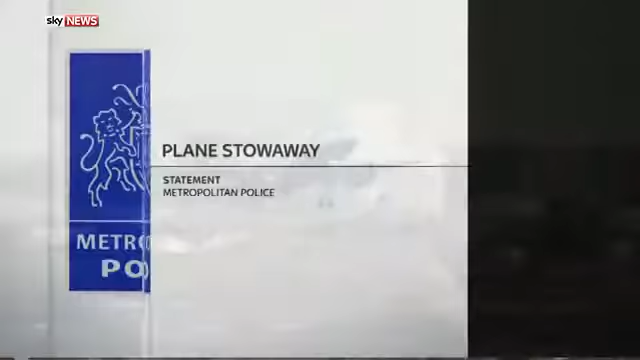 sky NEWS
PLANE STOWAWAY
STATEMENT
METROPOLITAN POLICE
METRO
PO